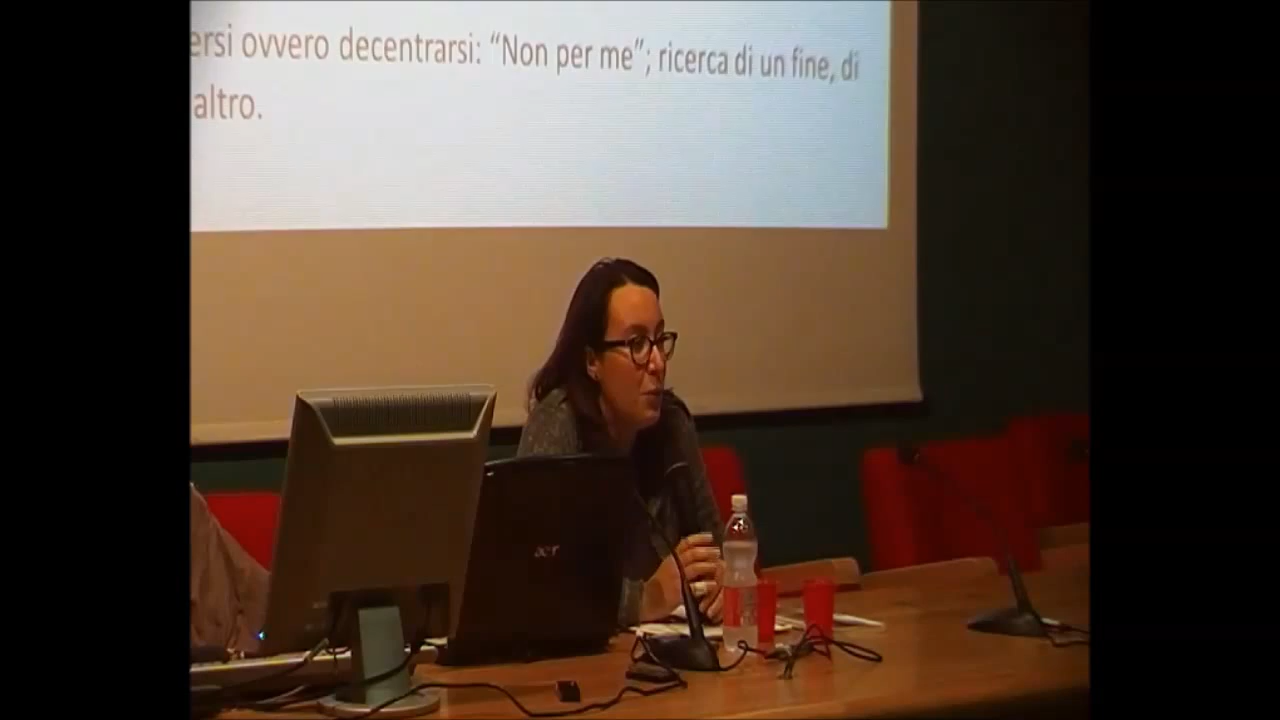 ersi ovvero decentrarsi: “Non per me”; ricerca di un fine, di
altro.
acer